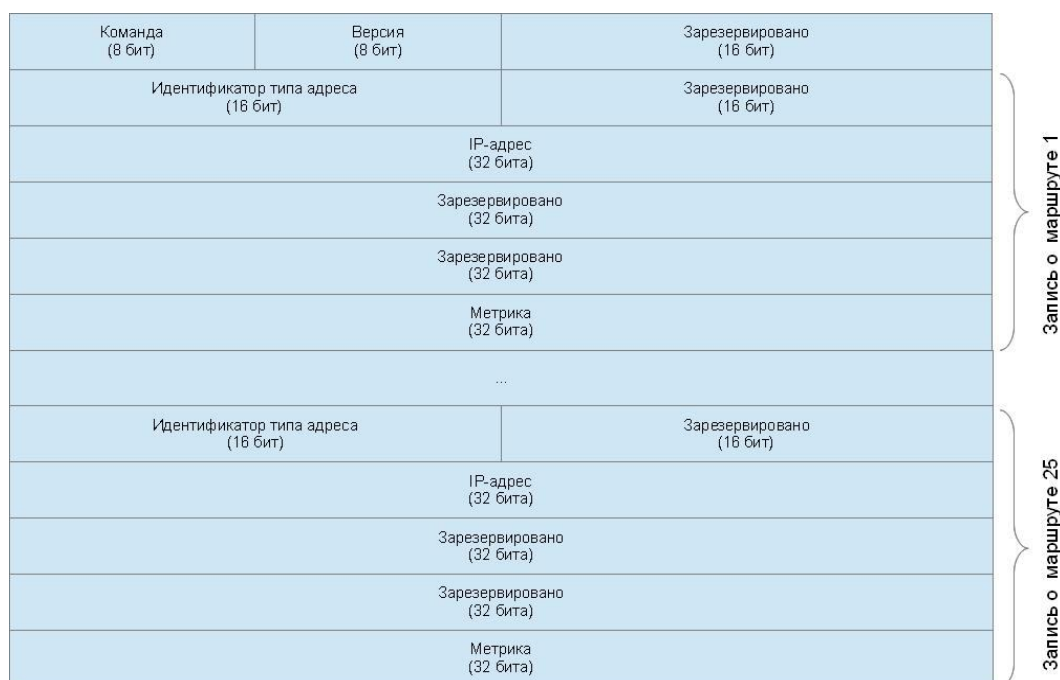 Команда
(8 бит)
Версия
(8 бит)
Зарезервировано
(16 бит)
Идентификатор типа адреса
(16 бит)
Зарезервировано
(16 бит)
IP-адрес
(32 бита)
Зарезервировано
(32 бита)
Зарезервировано
(32 бита)
Метрика
(32 бита)
Запись о маршруте 1
...
Идентификатор типа адреса
(16 бит)
Зарезервировано
(16 бит)
IP-адрес
(32 бита)
Зарезервировано
(32 бита)
Зарезервировано
(32 бита)
Метрика
(32 бита)
Запись о маршруте 25